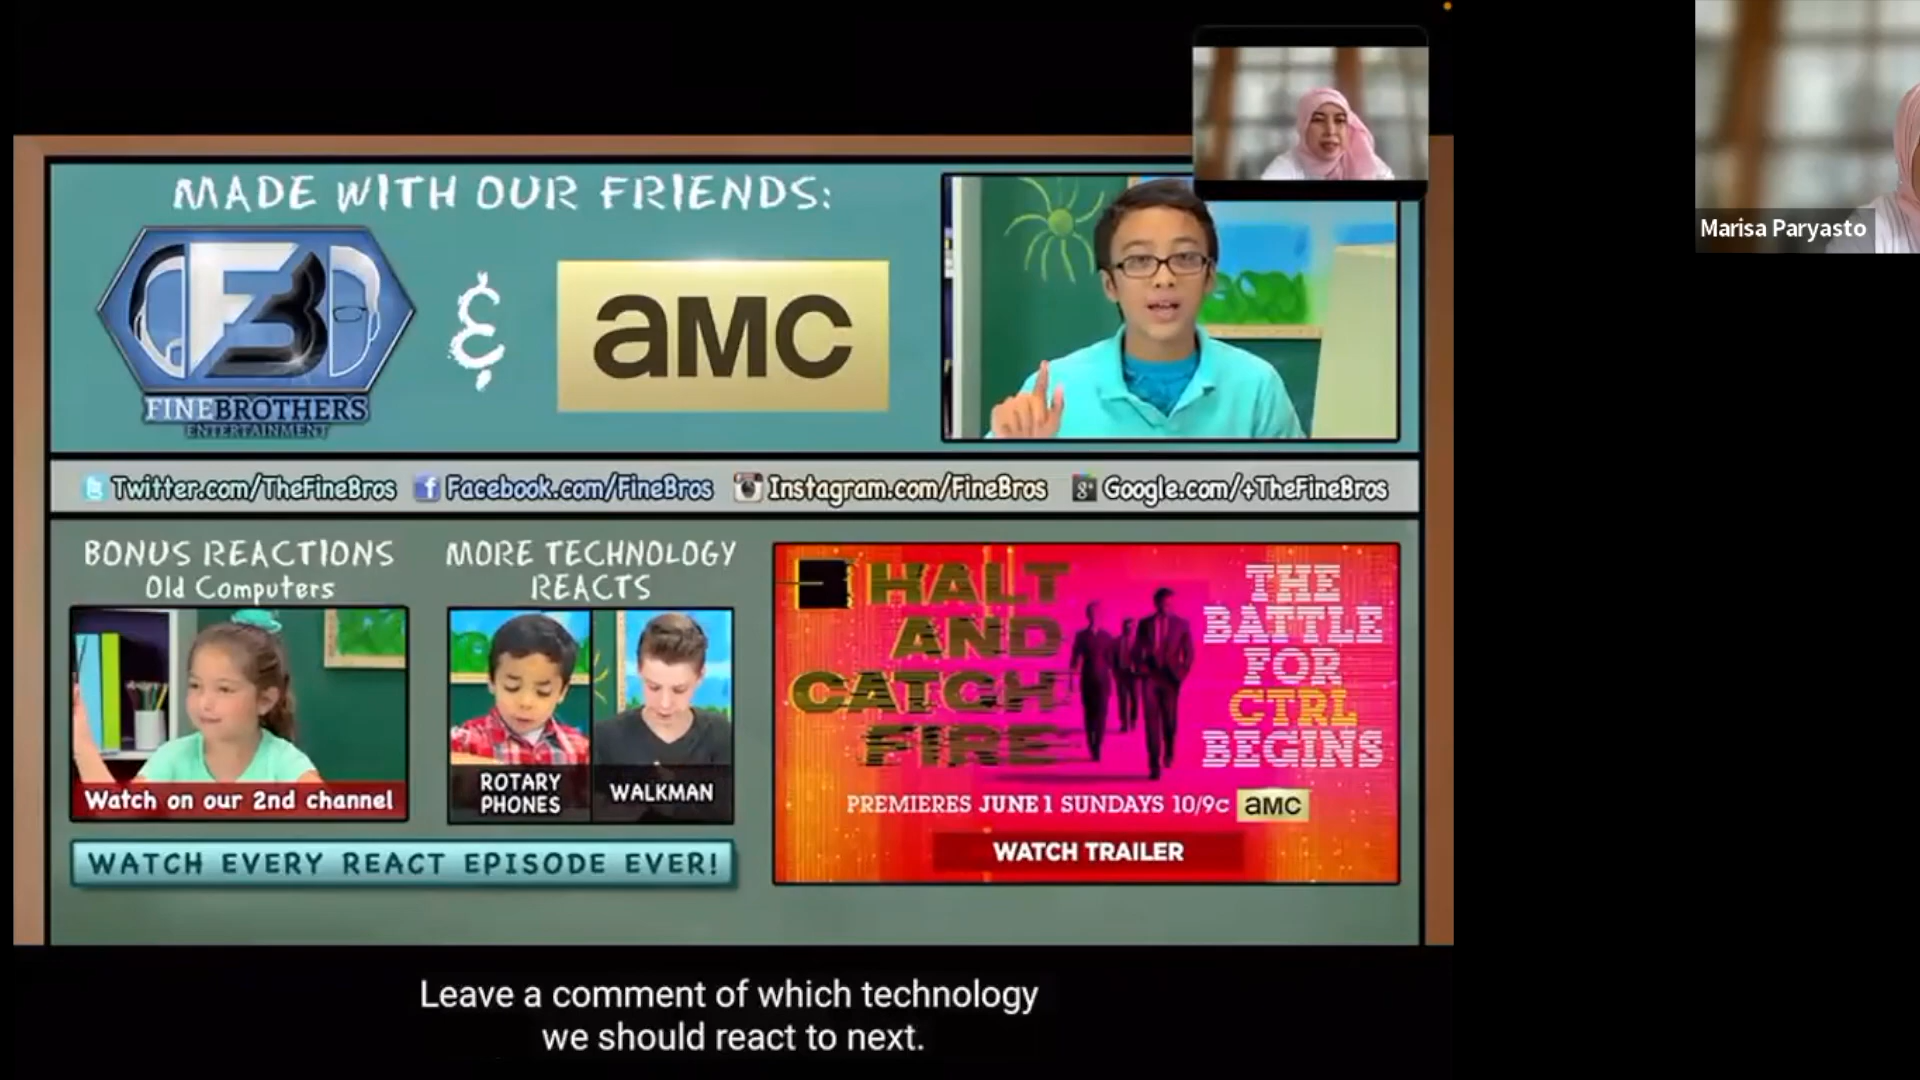 MADE WITH OUR FRIENDS:
F3
FINEBROTHERS
ENTERTAINMENT
&
aMC
Marisa Paryasto
Twitter.com/TheFineBros
f Facebook.com/FineBros
Instagram.com/FineBros
g+ Google.com/+TheFineBros
BONUS REACTIONS
Old Computers
Watch on our 2nd channel
MORE TECHNOLOGY
REACTS
ROTARY
PHONES
WALKMAN
WATCH EVERY REACT EPISODE EVER!
HALT
AND
CATCH
FIRE
THE
BATTLE
FOR
CTRL
BEGINS
PREMIERES JUNE 1 SUNDAYS 10/9c aMC
WATCH TRAILER
Leave a comment of which technology
we should react to next.